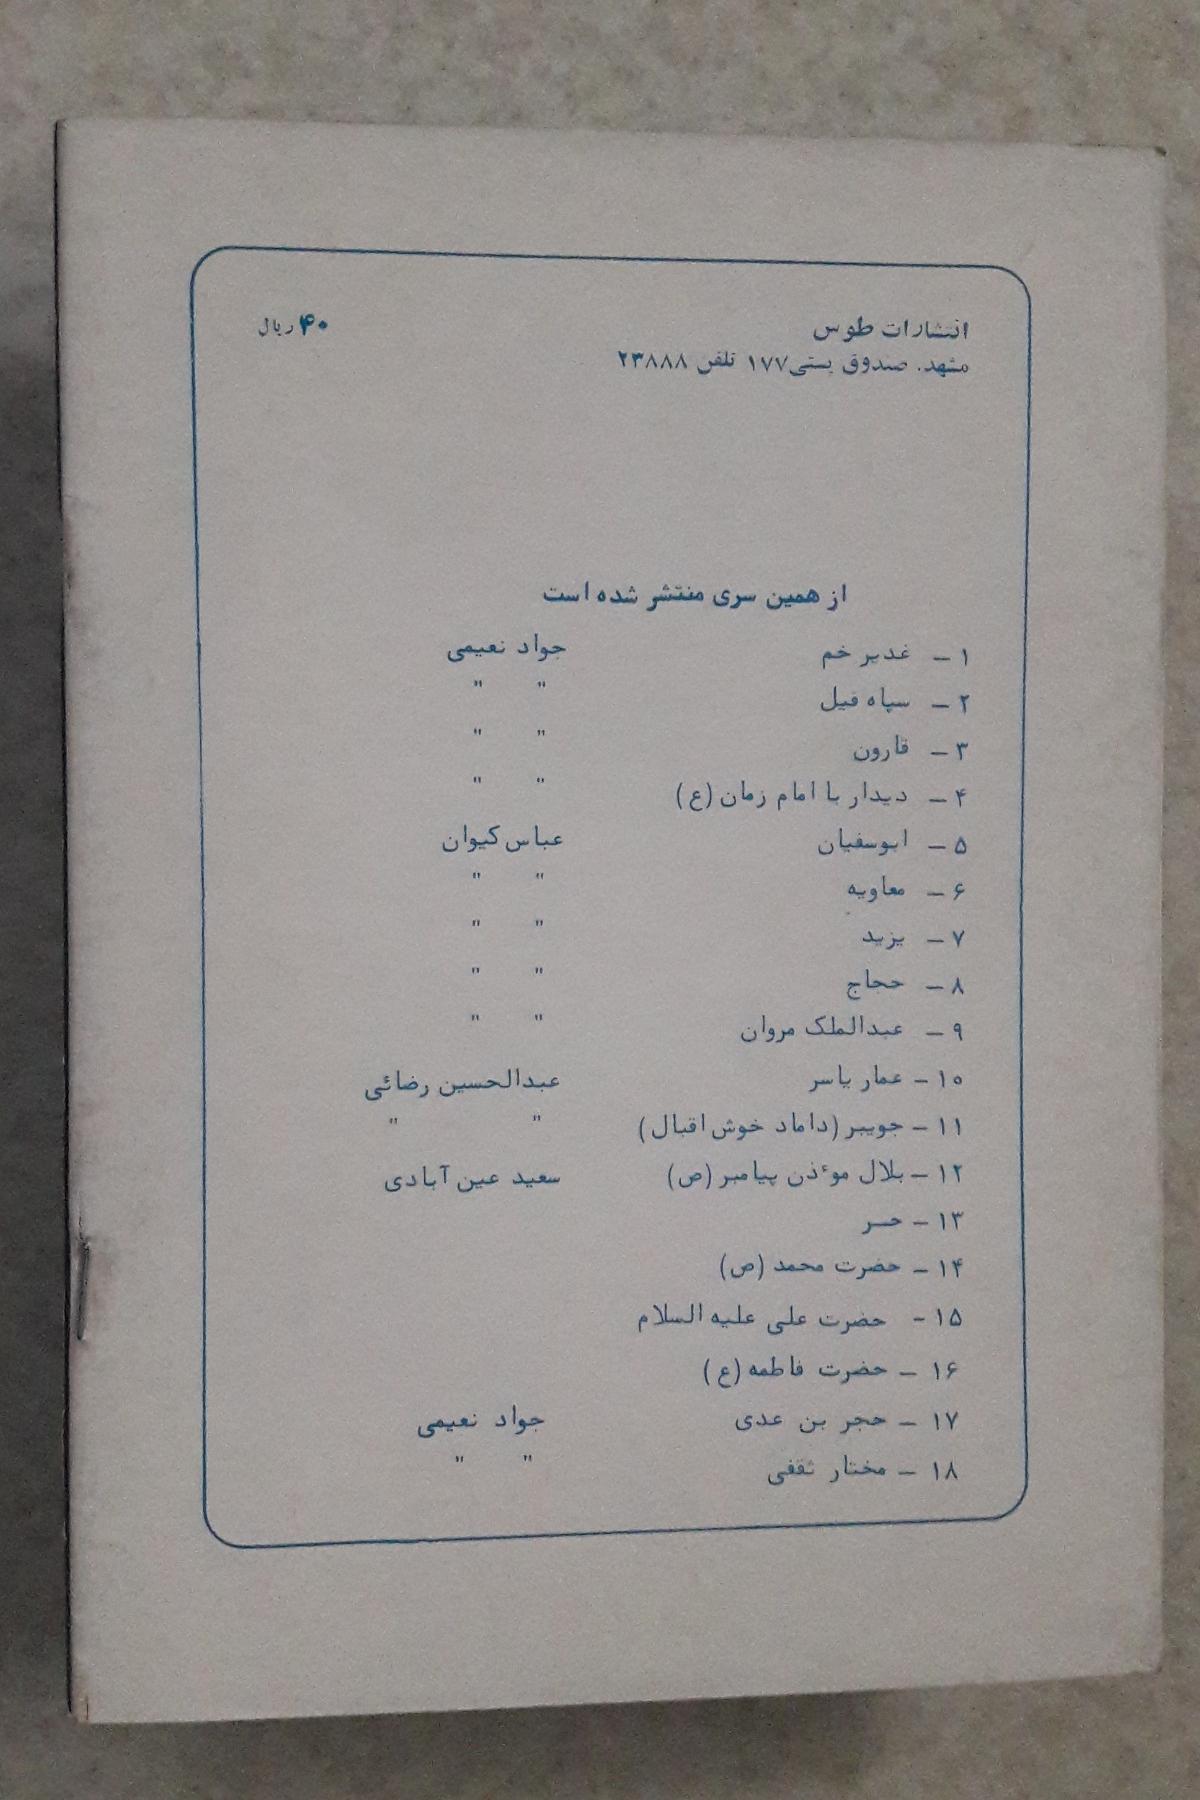 انتشارات طوس ۴۰ ریال
مشهد. صندوق پستی ۱۷۷ تلفن ۲۳۸۸۸
از همین سری منتشر شده است
۱ – غدیر خم جواد نعیمی
۲ – سپاه فیل " "
۳ – قارون " "
۴ – دیدار با امام زمان (ع) " "
۵ – ابوسفیان عباس کیوان
۶ – معاویه " "
۷ – یزید " "
۸ – حجاج " "
۹ – عبدالملک مروان " "
۱۰ – عمار یاسر عبدالحسین رضائی
۱۱ – جویبر (داماد خوش اقبال) " "
۱۲ – بلال موٴذن پیامبر (ص) سعید عین آبادی
۱۳ – حر
۱۴ – حضرت محمد (ص)
۱۵ - حضرت علی علیه السلام
۱۶ – حضرت فاطمه (ع)
۱۷ – حجر بن عدی جواد نعیمی
۱۸ – مختار ثقفی " "